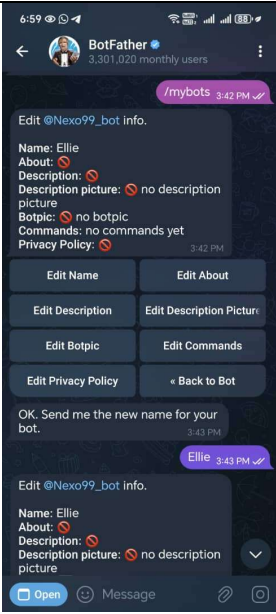 6:59
88
BotFather
3,301,020 monthly users
/mybots 3:42 PM
Edit @Nexo99_bot info.
Name: Ellie
About: 🚫
Description: 🚫
Description picture: 🚫 no description
picture
Botpic: 🚫 no botpic
Commands: no commands
yet
Privacy Policy: 🚫
3:42 PM
Edit Name
Edit About
Edit Description
Edit Description Picture
Edit Botpic
Edit Commands
Edit Privacy Policy
« Back to Bot
OK. Send me the new name for your
bot.
3:43 PM
Ellie 3:43 PM
Edit @Nexo99_bot info.
Name: Ellie
About: 🚫
Description: 🚫
Description picture: 🚫 no description
picture
Open
Message